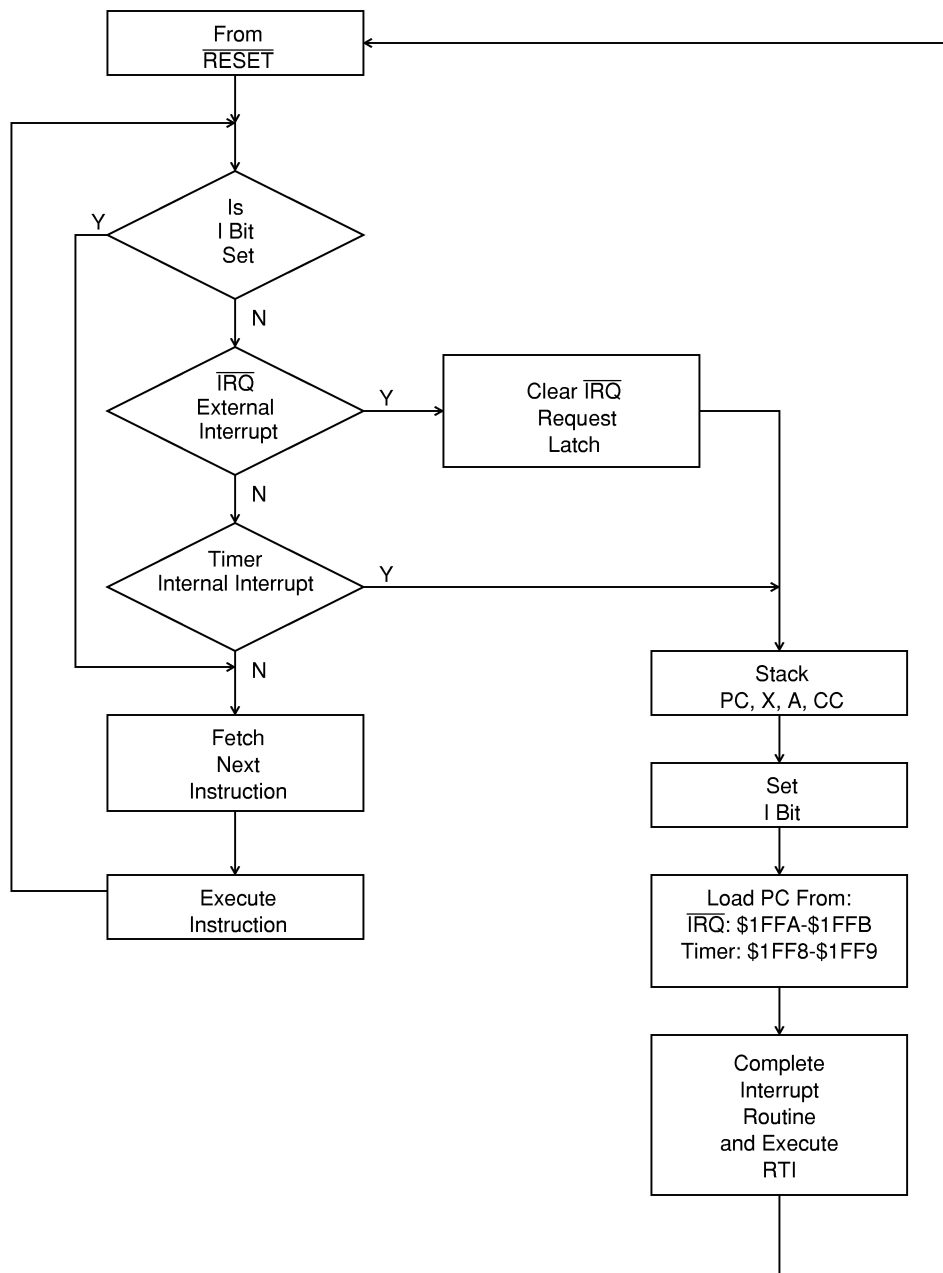 From
RESET
Is
I Bit
Set
Y
N
IRQ
External
Interrupt
Y
Clear IRQ
Request
Latch
N
Timer
Internal Interrupt
Y
N
Stack
PC, X, A, CC
Fetch
Next
Instruction
Set
I Bit
Execute
Instruction
Load PC From:
IRQ: $1FFA-$1FFB
Timer: $1FF8-$1FF9
Complete
Interrupt
Routine
and Execute
RTI